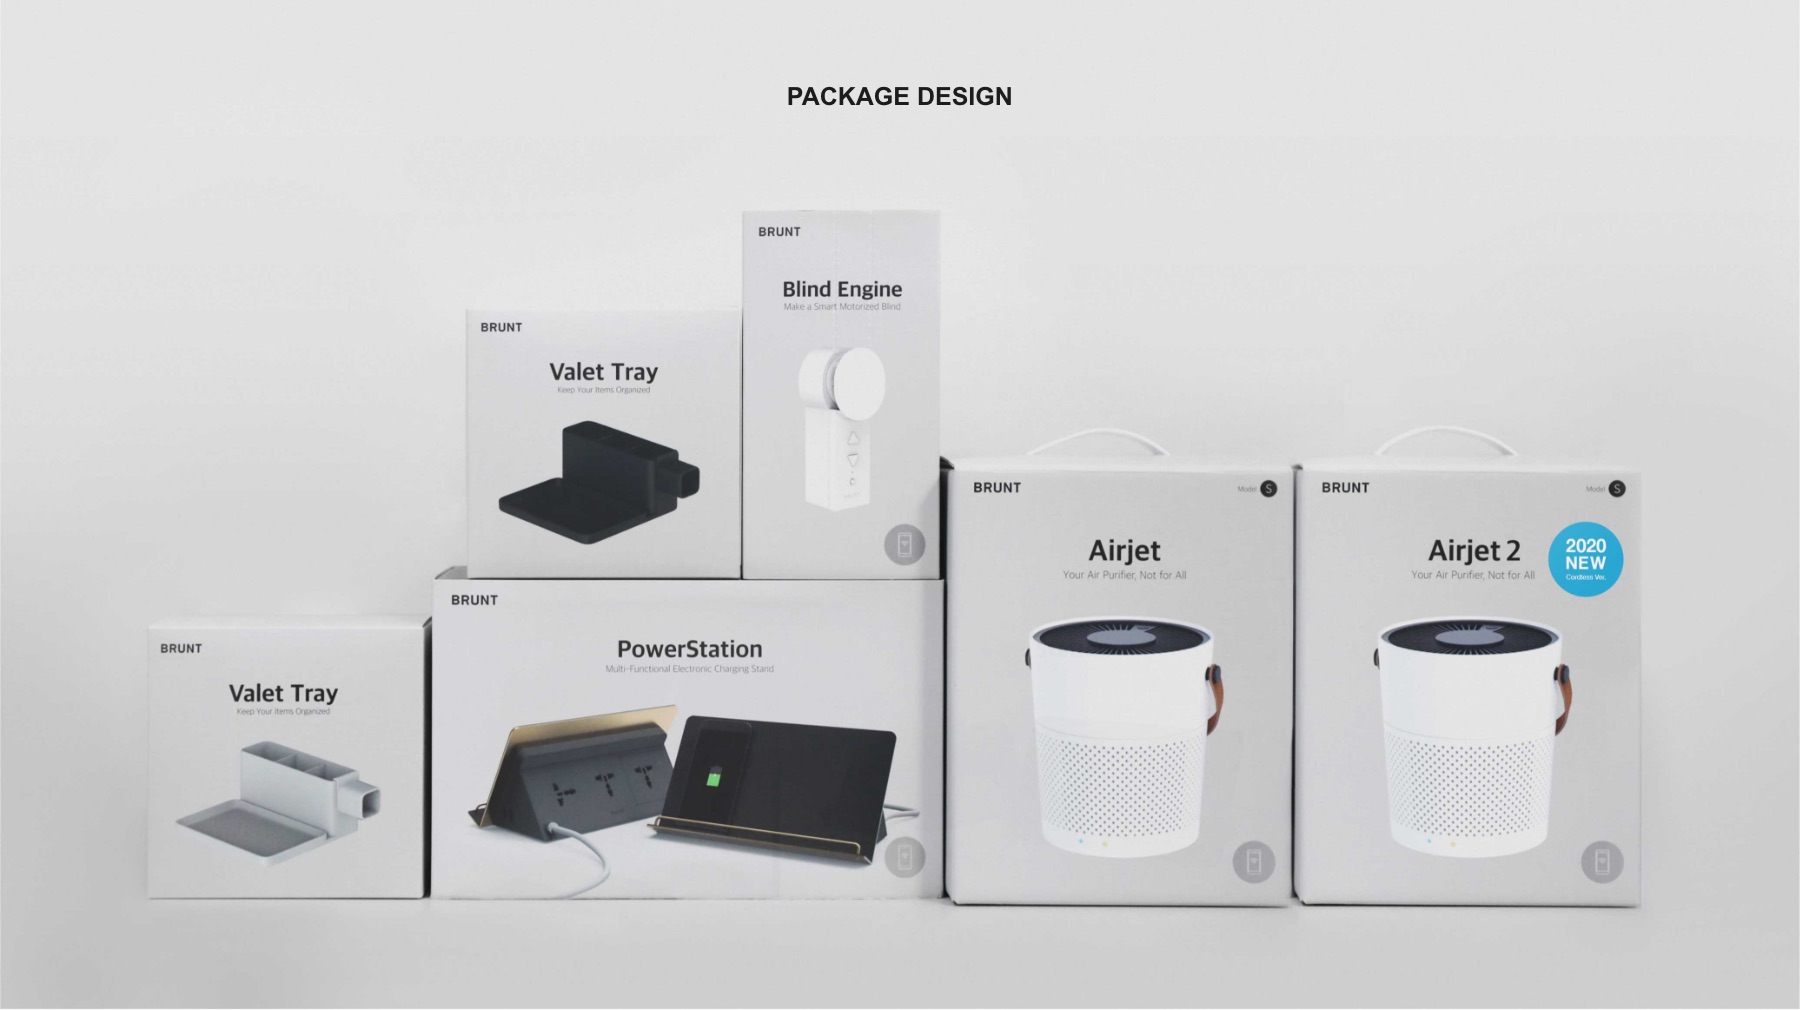 PACKAGE DESIGN
BRUNT
Blind Engine
Make a Smart Motorized Blind
BRUNT
Valet Tray
Keep Your Items Organized
BRUNT
Valet Tray
Keep Your Items Organized
BRUNT
PowerStation
Multi-Functional Electronic Charging Stand
BRUNT
Model S
Airjet
Your Air Purifier, Not for All
BRUNT
Model S
Airjet 2
Your Air Purifier, Not for All
2020
NEW
Cordless Ver.